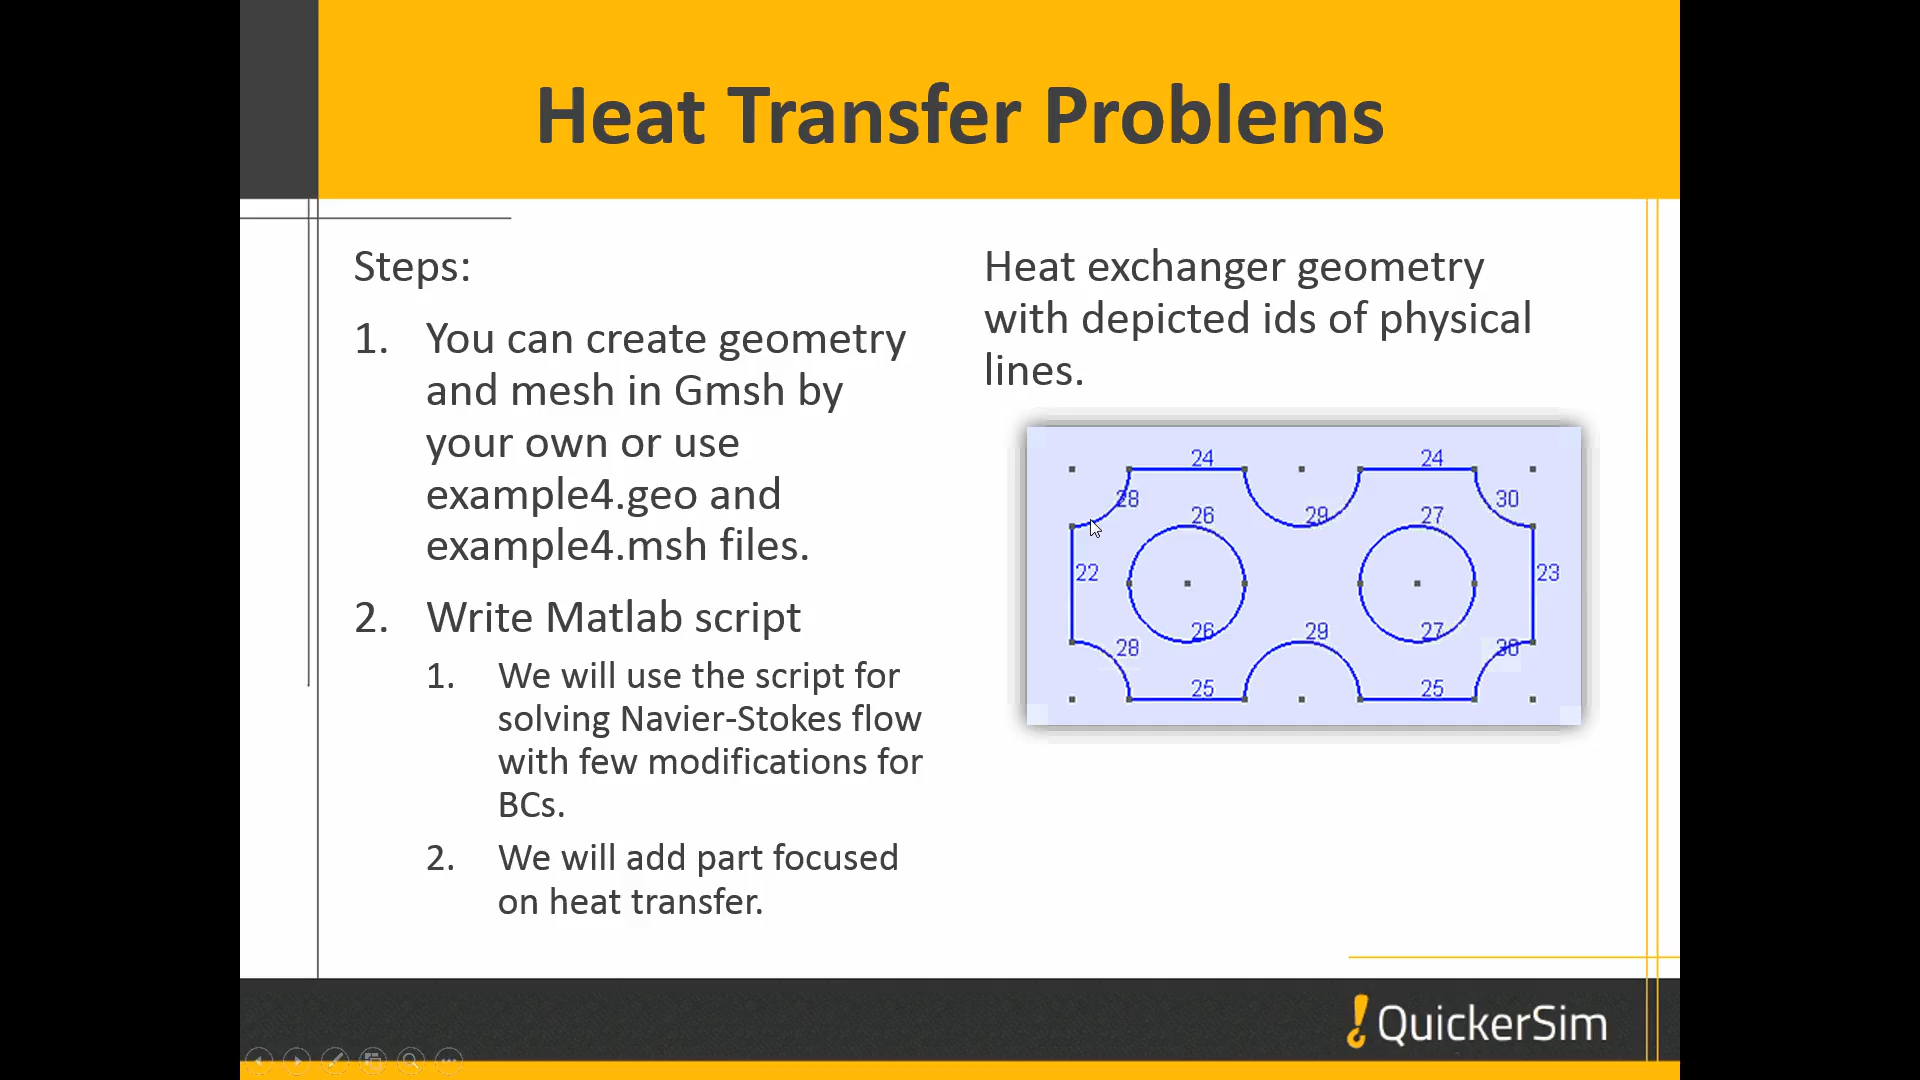 Heat Transfer Problems
Steps:
1. You can create geometry
and mesh in Gmsh by
your own or use
example4.geo and
example4.msh files.
2. Write Matlab script
1. We will use the script for
solving Navier-Stokes flow
with few modifications for
BCs.
2. We will add part focused
on heat transfer.
Heat exchanger geometry
with depicted ids of physical
lines.
24 24
28 30
26 29 27
22 23
26 29 27
28 30
25 25
QuickerSim